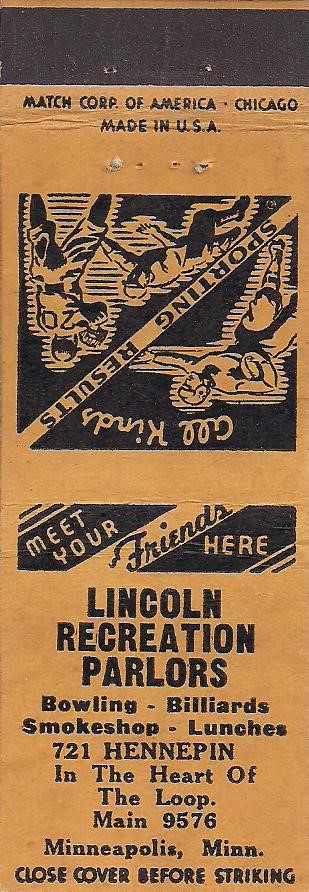 MATCH CORP. OF AMERICA · CHICAGO
MADE IN U.S.A.
All Kinds
SPORTING RESULTS
MEET YOUR Friends HERE
LINCOLN
RECREATION
PARLORS
Bowling - Billiards
Smokeshop - Lunches
721 HENNEPIN
In The Heart Of
The Loop.
Main 9576
Minneapolis, Minn.
CLOSE COVER BEFORE STRIKING